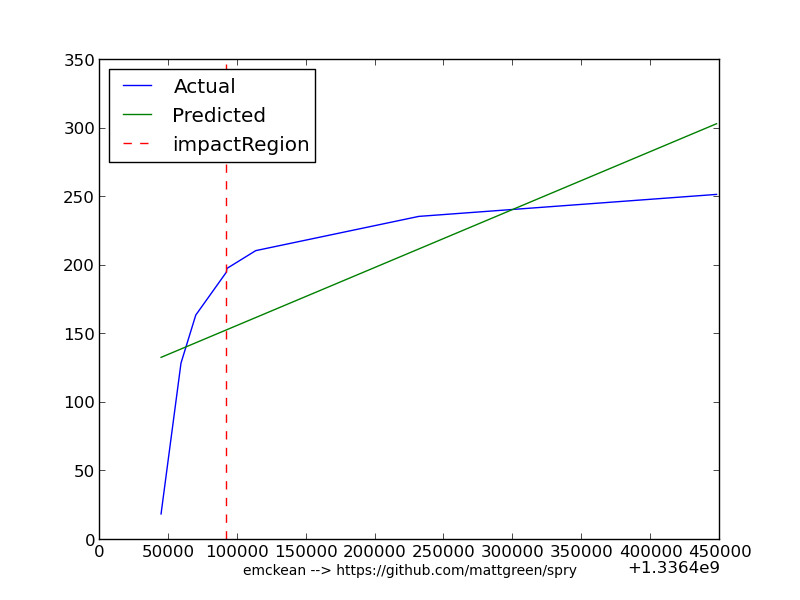 350
300
250
200
150
100
50
0
Actual
Predicted
impactRegion
0 50000 100000 150000 200000 250000 300000 350000 400000 450000
+1.3364e9
emckean --> https://github.com/mattgreen/spry